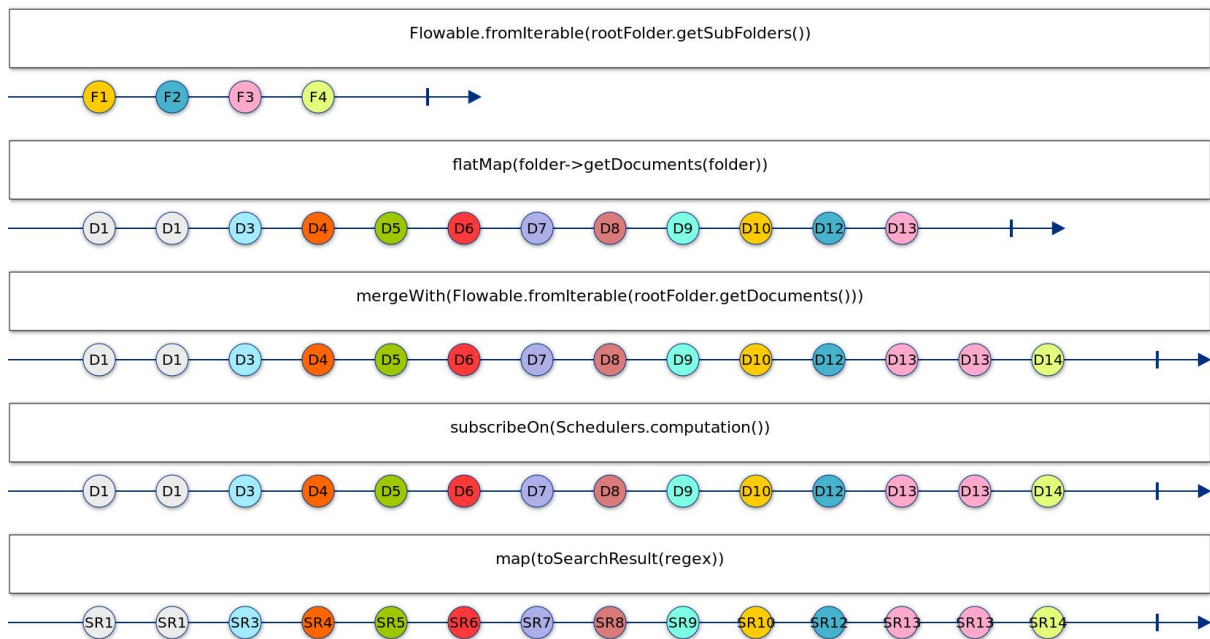 Flowable.fromIterable(rootFolder.getSubFolders())
F1 F2 F3 F4
flatMap(folder->getDocuments(folder))
D1 D1 D3 D4 D5 D6 D7 D8 D9 D10 D12 D13
mergeWith(Flowable.fromIterable(rootFolder.getDocuments()))
D1 D1 D3 D4 D5 D6 D7 D8 D9 D10 D12 D13 D13 D14
subscribeOn(Schedulers.computation())
D1 D1 D3 D4 D5 D6 D7 D8 D9 D10 D12 D13 D13 D14
map(toSearchResult(regex))
SR1 SR1 SR3 SR4 SR5 SR6 SR7 SR8 SR9 SR10 SR12 SR13 SR13 SR14